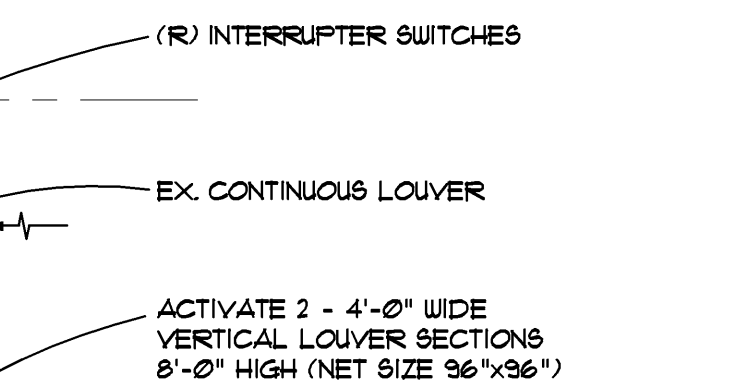 (R) INTERRUPTER SWITCHES
EX. CONTINUOUS LOUVER
ACTIVATE 2 - 4'-0" WIDE
VERTICAL LOUVER SECTIONS
8'-0" HIGH (NET SIZE 96"x96")